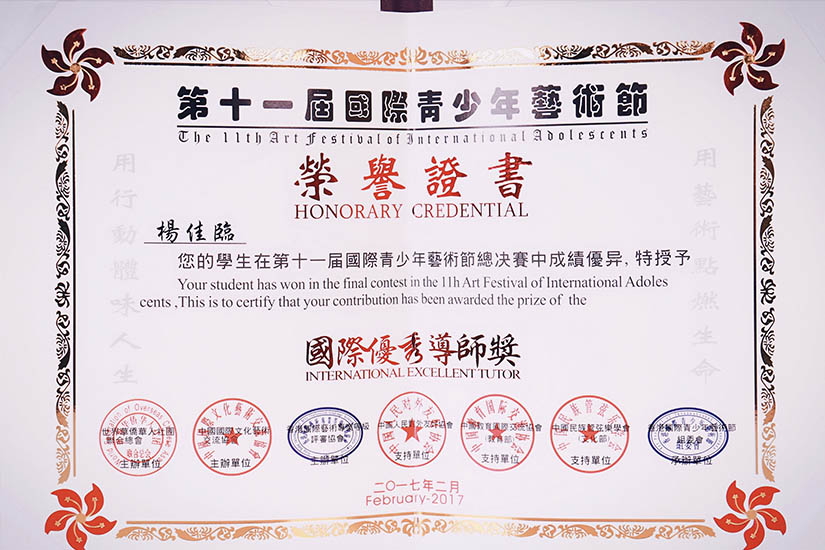 第十一届國際青少年藝術節
The 11th Art Festival of International Adolescents
榮譽證書
HONORARY CREDENTIAL
用行動體味人生
用藝術點燃生命
楊佳臨
您的學生在第十一届國際青少年藝術節總决賽中成績優异,特授予
Your student has won in the final contest in the 11h Art Festival of International Adoles
cents ,This is to certify that your contribution has been awarded the prize of the
國際優秀導師獎
INTERNATIONAL EXCELLENT TUTOR
世界華僑華人社團
聯合總會
主辦單位
中國國際文化藝術
交流協會
主辦單位
評審協會
主辦單位
中國人民對外友好協會
支持單位
中國教育國際交流協會
(教育部)
支持單位
中國民族管弦樂學會
(文化部)
支持單位
香港國際青少年藝術節
組委會
承辦單位
二〇一七年二月
February-2017